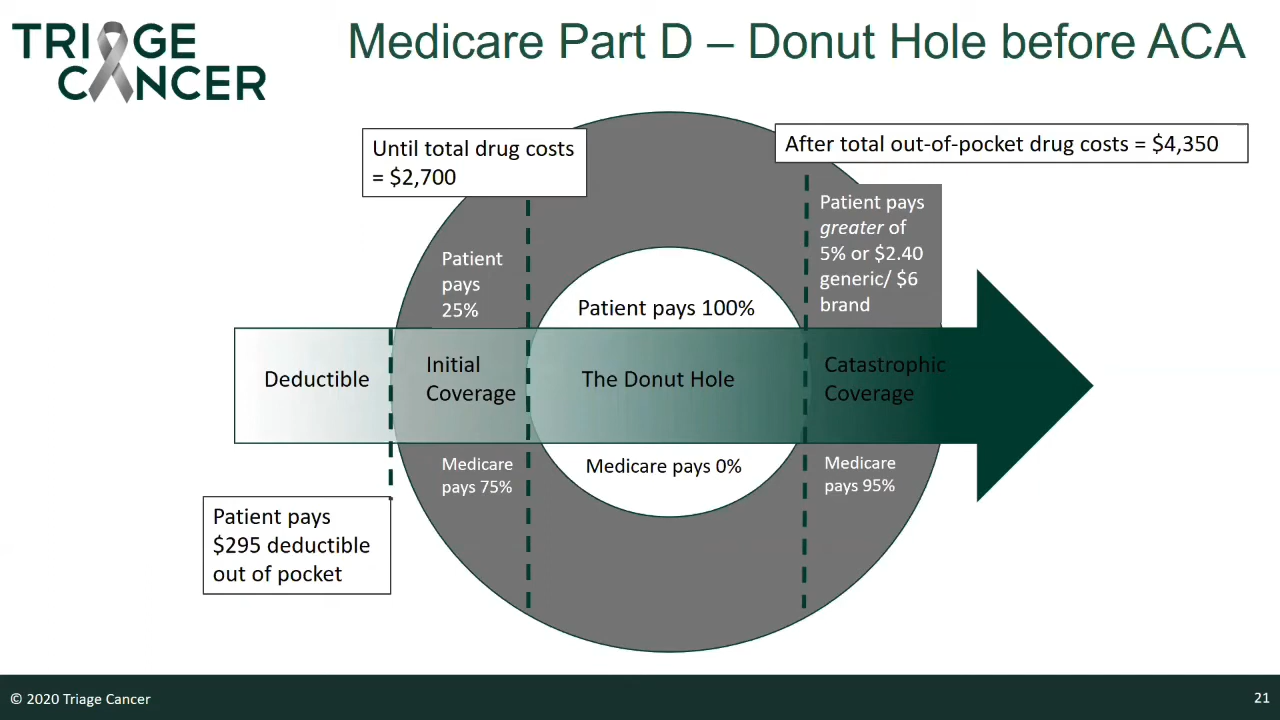 TRIAGE
CANCER
Medicare Part D – Donut Hole before ACA
Until total drug costs
= $2,700
After total out-of-pocket drug costs = $4,350
Patient
pays
25%
Patient pays 100%
Patient pays
greater of
5% or $2.40
generic/ $6
brand
Deductible
Initial
Coverage
The Donut Hole
Catastrophic
Coverage
Medicare
pays 75%
Medicare pays 0%
Medicare
pays 95%
Patient pays
$295 deductible
out of pocket
© 2020 Triage Cancer
21